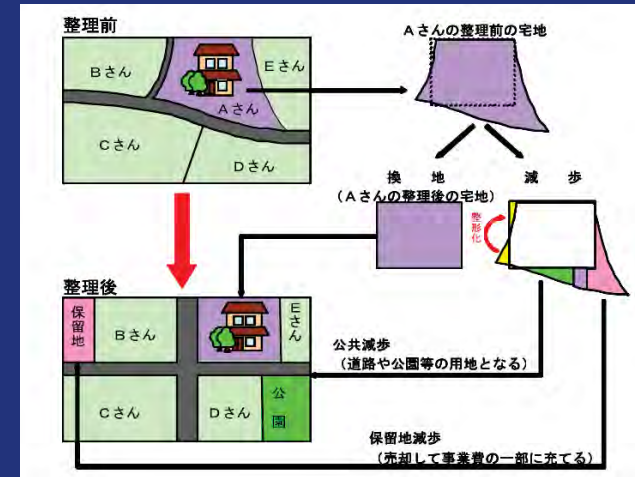 整理前
Bさん
Aさん
Eさん
Cさん
Dさん
Aさんの整理前の宅地
換 地
(Aさんの整理後の宅地)
減 歩
整形化
整理後
保留地
Bさん
Eさん
Cさん
Dさん
公園
公共減歩
(道路や公園等の用地となる)
保留地減歩
(売却して事業費の一部に充てる)